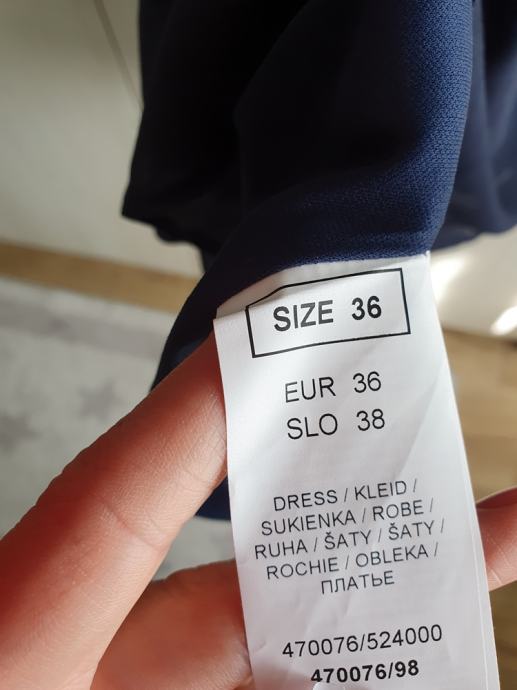 SIZE 36
EUR 36
SLO 38
DRESS / KLEID /
SUKIENKA / ROBE /
RUHA / ŠATY / ŠATY /
ROCHIE / OBLEKA /
ПЛАТЬЕ
470076/524000
470076/98